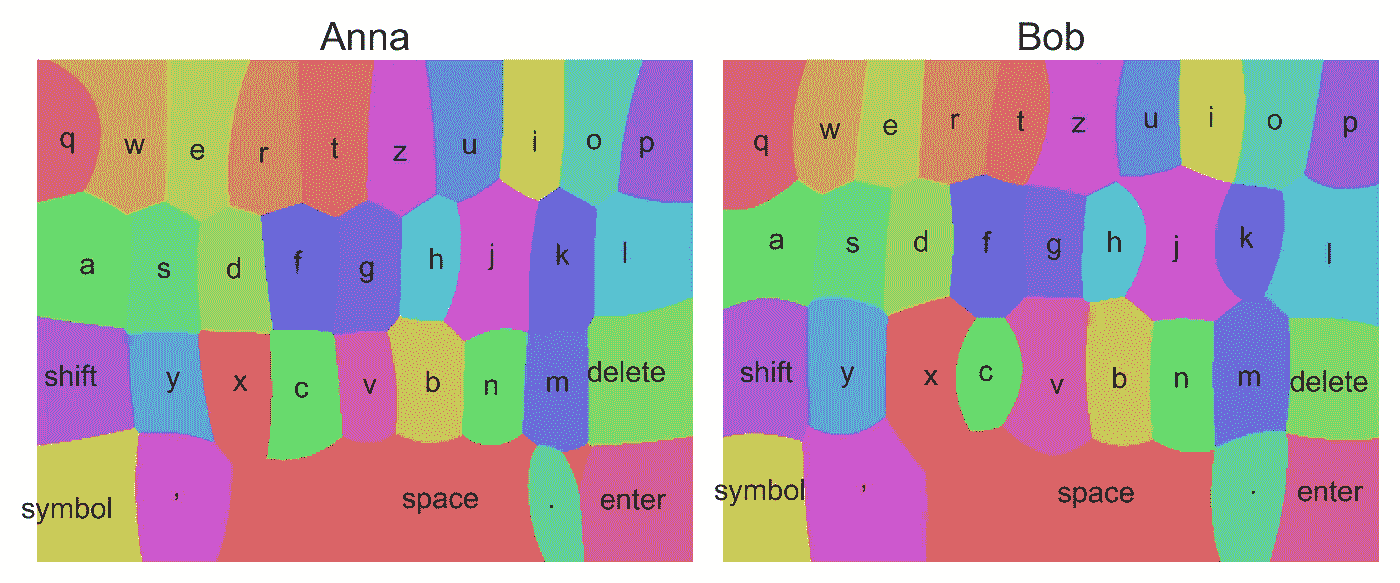 Anna Bob
q w e r t z u i o p q w e r t z u i o p
a s d f g h j k l a s d f g h j k l
shift y x c v b n m delete shift y x c v b n m delete
symbol , space . enter symbol , space . enter